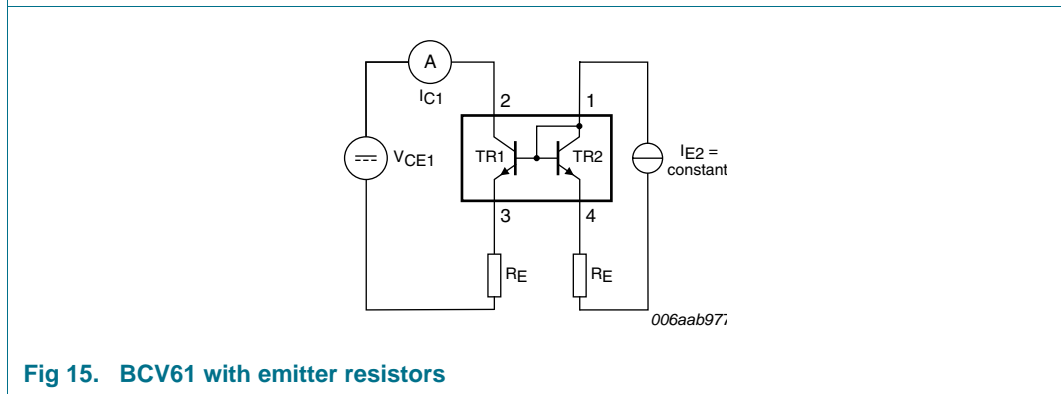 A
IC1
2
1
VCE1
TR1
TR2
IE2 =
constant
3
4
RE
RE
006aab977
Fig 15. BCV61 with emitter resistors